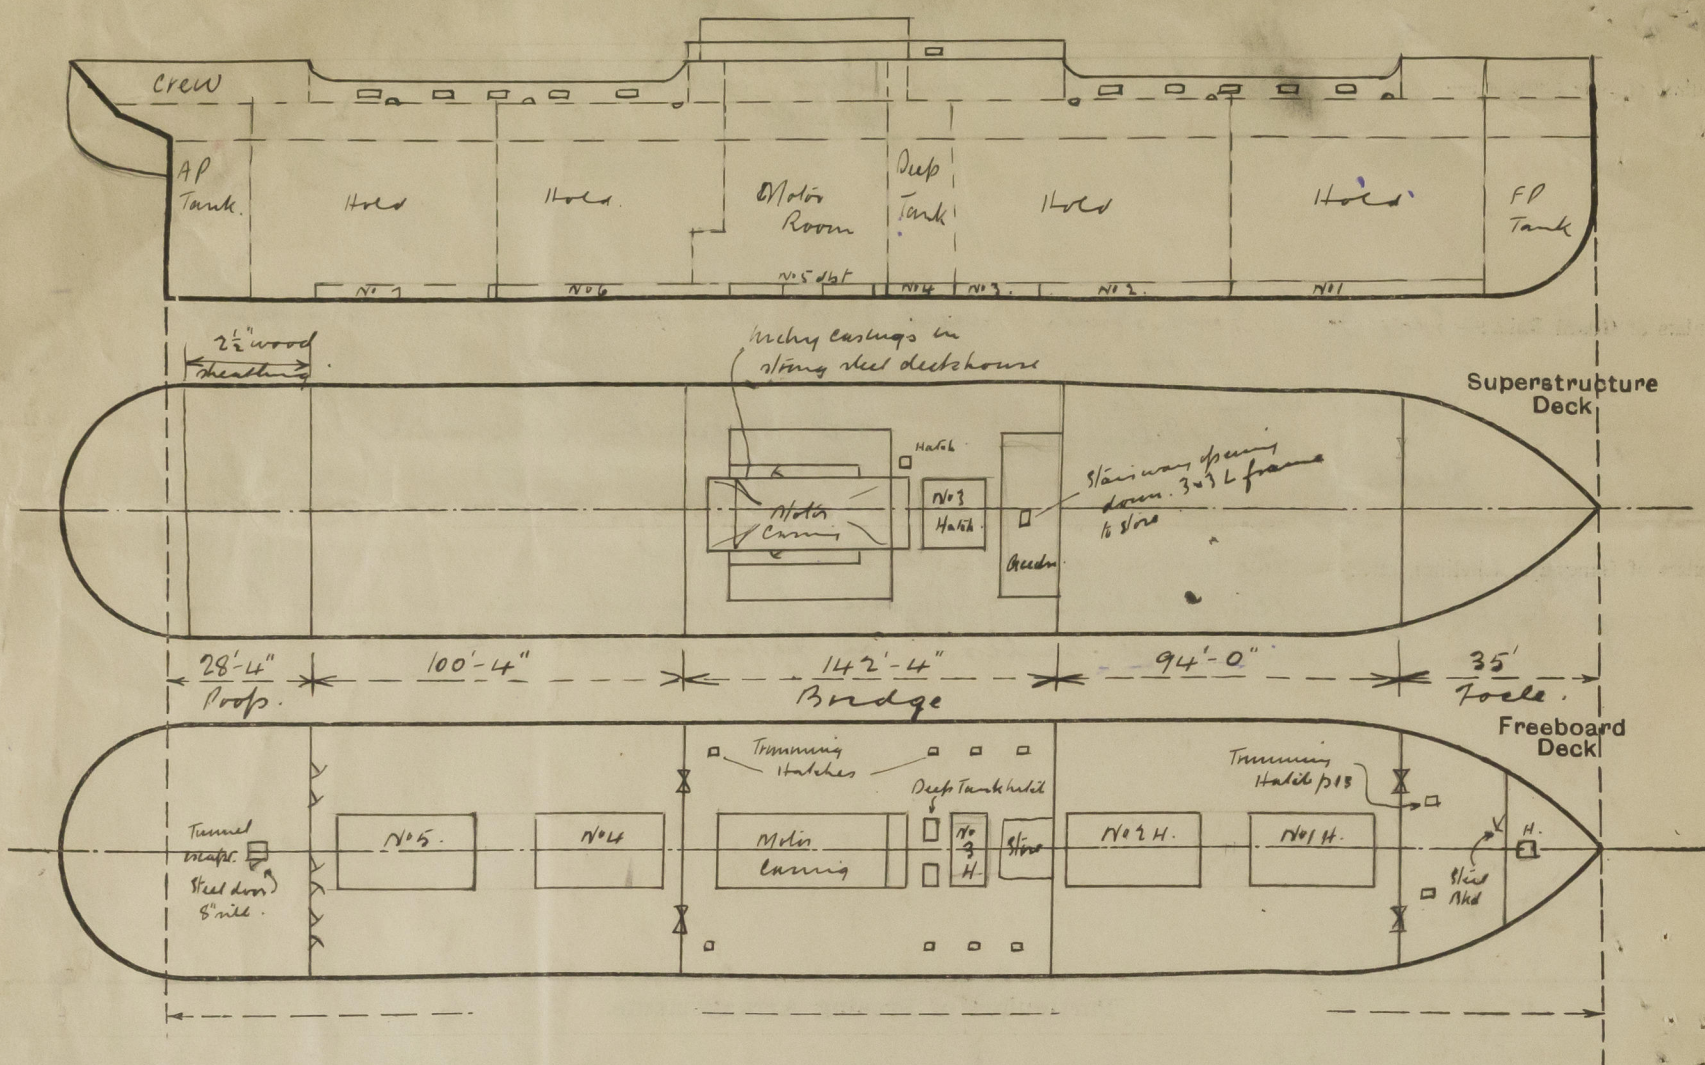 Crew
AP
Tank.
Hold
Hold.
Motor
Room
Deep
Tank
Hold
Hold
FP
Tank
No 7
No 6
No 5 dbt
No 4
No 3.
No 2.
No 1
2½" wood
sheathing
Mchy casings in
strong steel deckhouse
Superstructure
Deck
Hatch
No 3
Hatch.
Motor
Casing
Stairway opening
down. 3x3 L frame
to store
28'-4"
100'-4"
142'-4"
94'-0"
35'
Poop.
Bridge
Focle.
Freeboard
Deck
Trimming
Hatches
Trimming
Hatch p&s
Deep Tank hatch
Tunnel
escape.
Steel door
8" sill.
No 5.
No 4
Motor
Casing
No
3
H.
Store
No 2 H.
No 1 H.
H.
Steel
Bkd